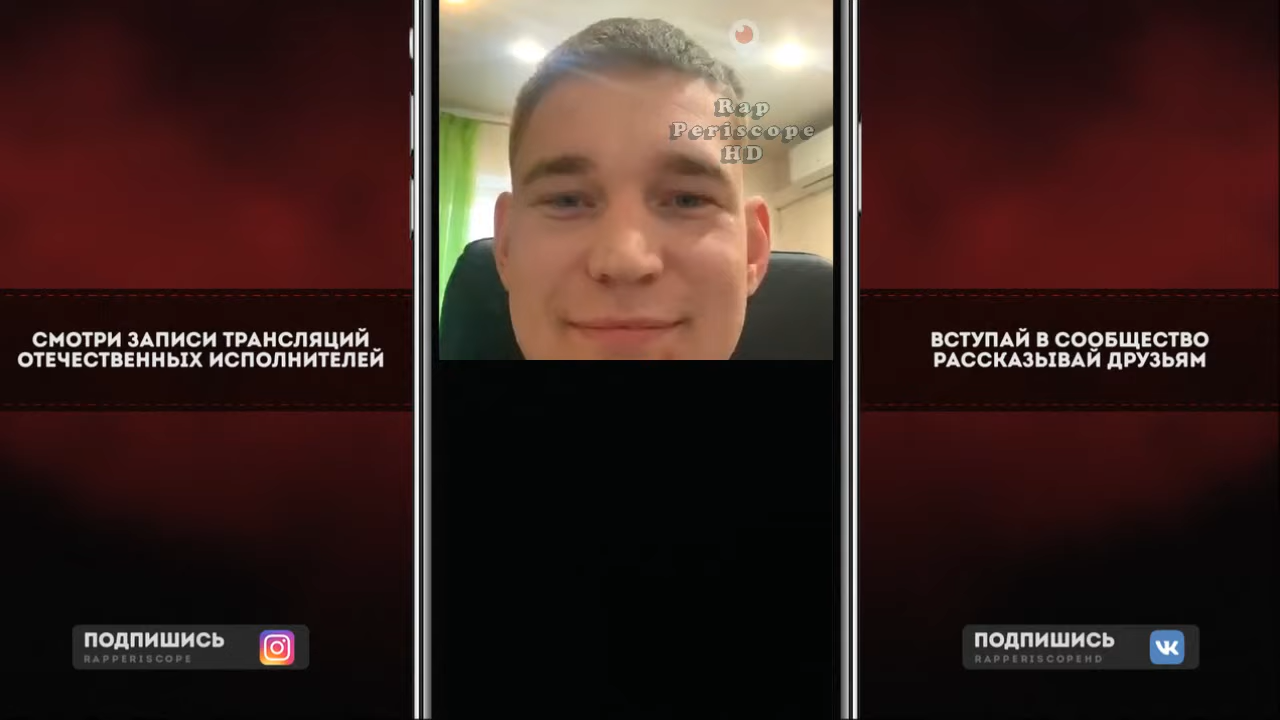 Rap
Periscope
HD
СМОТРИ ЗАПИСИ ТРАНСЛЯЦИЙ
ОТЕЧЕСТВЕННЫХ ИСПОЛНИТЕЛЕЙ
ВСТУПАЙ В СООБЩЕСТВО
РАССКАЗЫВАЙ ДРУЗЬЯМ
ПОДПИШИСЬ
RAPPERISCOPE
ПОДПИШИСЬ
RAPPERISCOPEHD